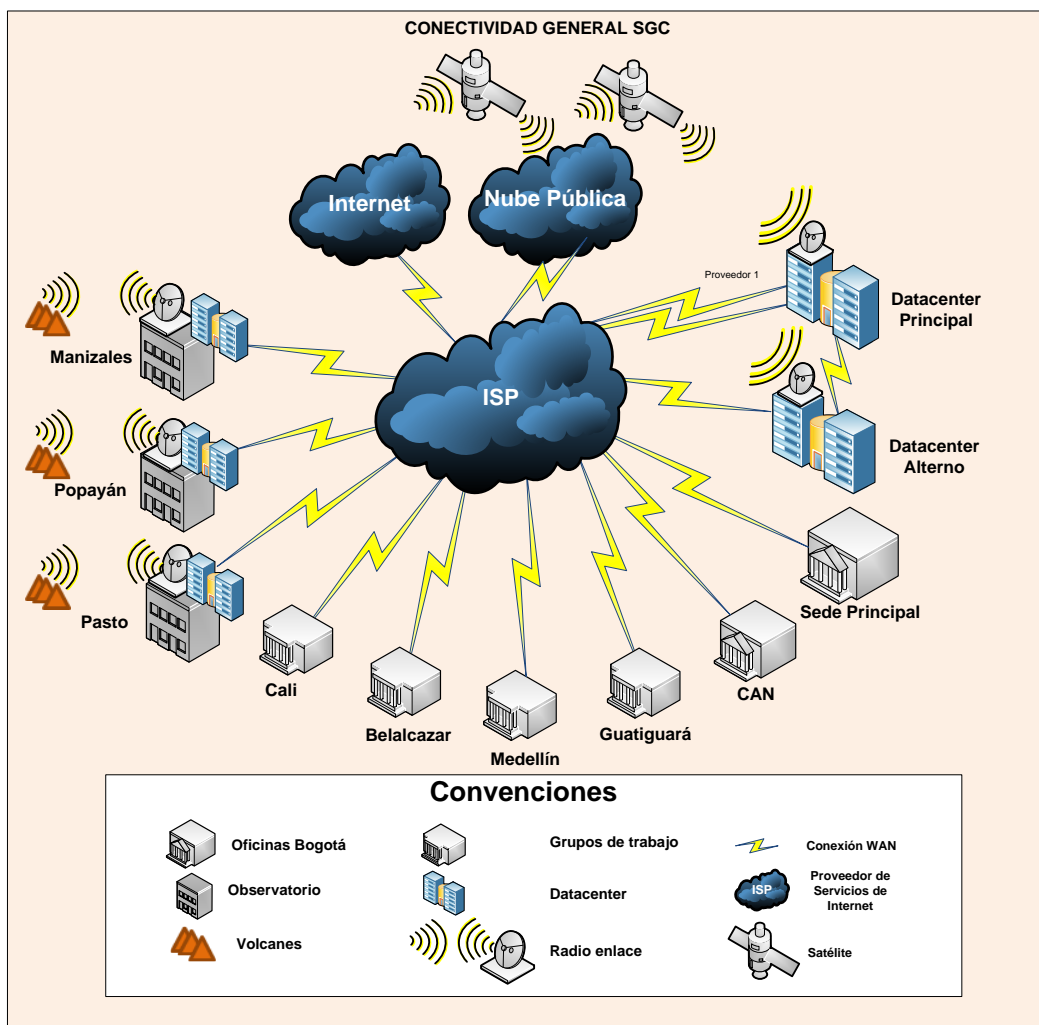 CONECTIVIDAD GENERAL SGC
Internet
Nube Pública
Proveedor 1
Datacenter
Principal
Manizales
ISP
Datacenter
Alterno
Popayán
Pasto
Sede Principal
Cali
CAN
Belalcazar
Guatiguará
Medellín
Convenciones
Oficinas Bogotá
Grupos de trabajo
Conexión WAN
Observatorio
Datacenter
ISP
Proveedor de
Servicios de
Internet
Volcanes
Radio enlace
Satélite